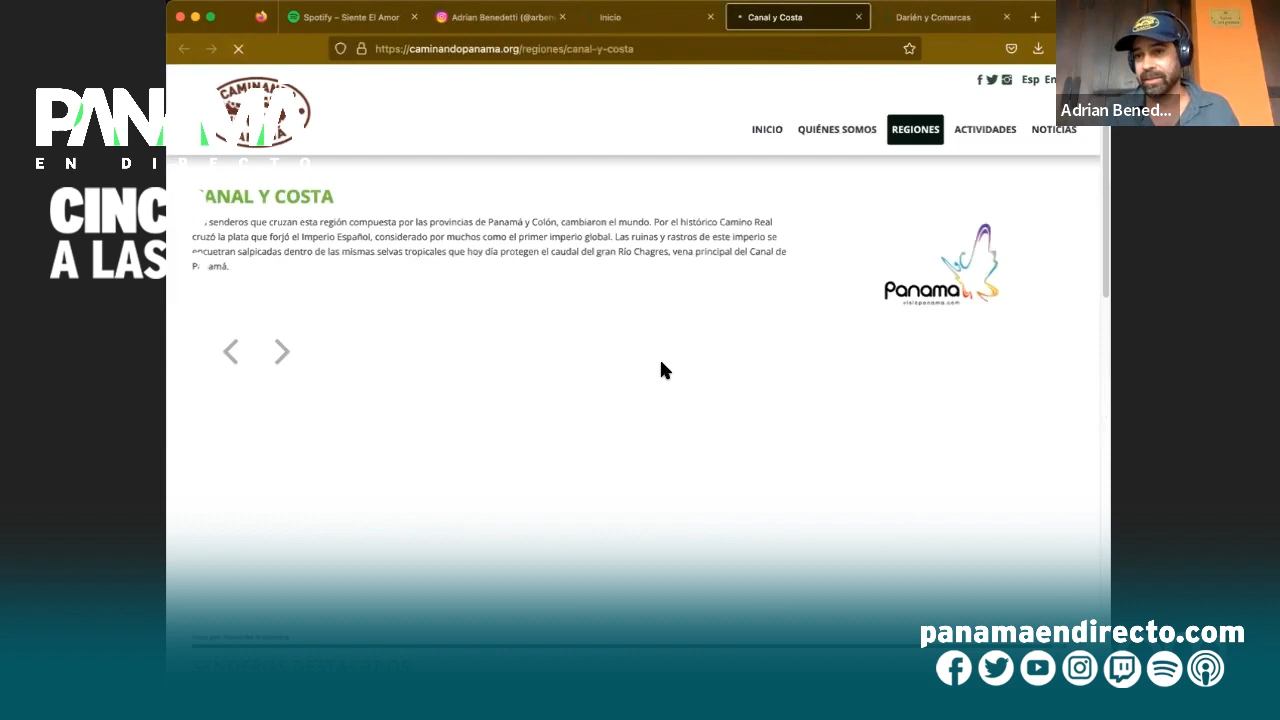 Spotify – Siente El Amor
Adrian Benedetti (@arben
Inicio
Canal y Costa
Darién y Comarcas
https://caminandopanama.org/regiones/canal-y-costa
Adrian Bened...
Esp En
CAMINAN
PANAMA
EN DIRECTO
INICIO QUIÉNES SOMOS REGIONES ACTIVIDADES NOTICIAS
CINC
A LAS
ANAL Y COSTA
senderos que cruzan esta región compuesta por las provincias de Panamá y Colón, cambiaron el mundo. Por el histórico Camino Real
cruzó la plata que forjó el Imperio Español, considerado por muchos como el primer imperio global. Las ruinas y rastros de este imperio se
encuetran salpicadas dentro de las mismas selvas tropicales que hoy día protegen el caudal del gran Río Chagres, vena principal del Canal de
P amá.
Panama
visitpanama.com
SENDEROS DESTACADOS
panamaendirecto.com